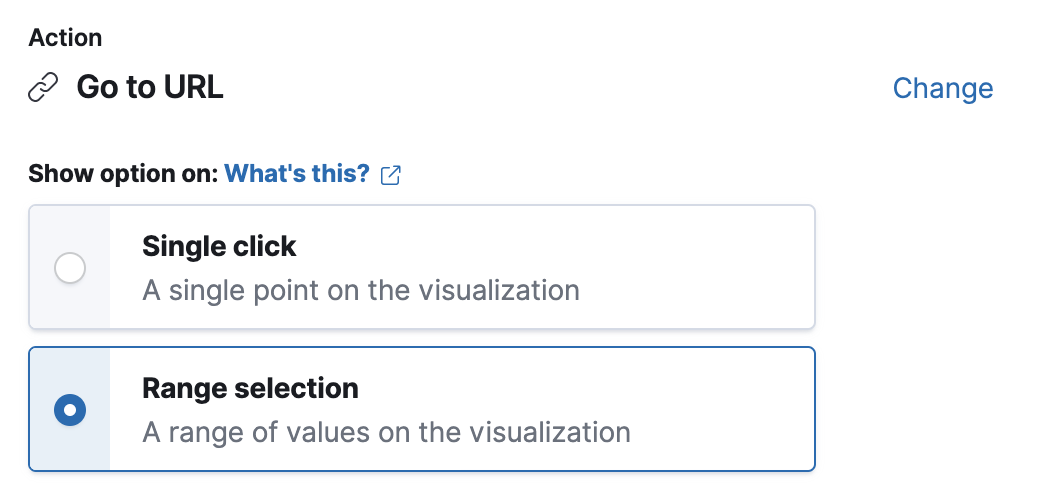 Action
Go to URL
Change
Show option on: What's this?
Single click
A single point on the visualization
Range selection
A range of values on the visualization